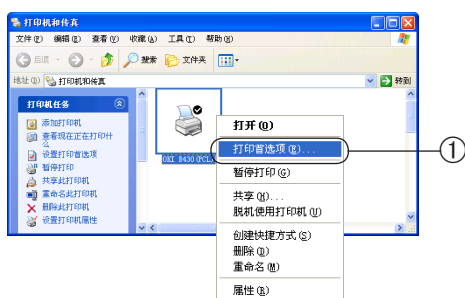 打印机和传真
文件(F) 编辑(E) 查看(V) 收藏(A) 工具(T) 帮助(H)
后退 搜索 文件夹
地址(D) 打印机和传真 转到
打印机任务
添加打印机
查看现在正在打印什么
设置打印首选项
暂停打印
共享此打印机
重命名此打印机
删除此打印机
设置打印机属性
OKI B430(PCL)
打开(O)
打印首选项(E)...
①
暂停打印(G)
共享(H)...
脱机使用打印机(U)
创建快捷方式(S)
删除(D)
重命名(M)
属性(R)